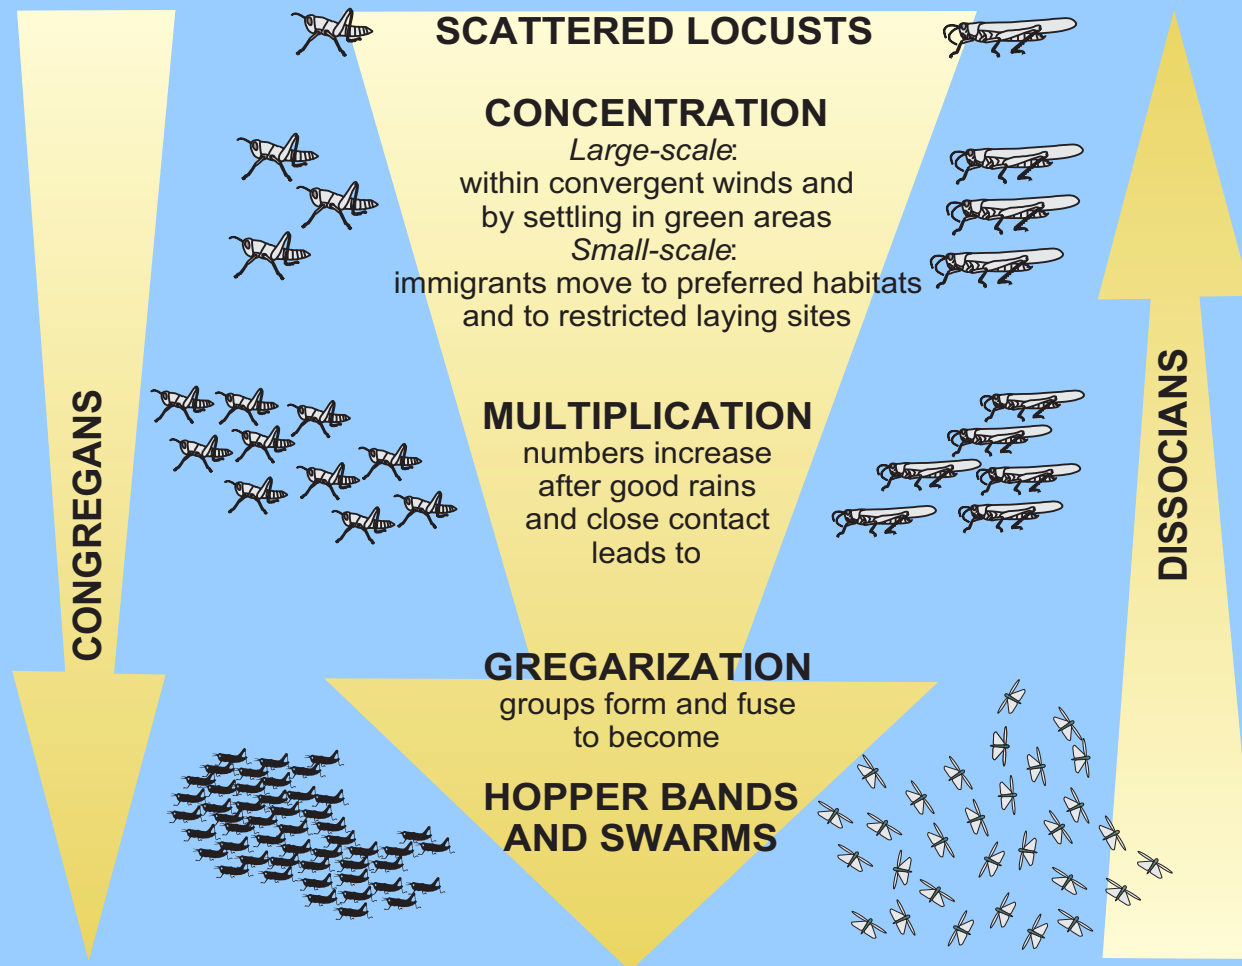 SCATTERED LOCUSTS
CONCENTRATION
Large-scale:
within convergent winds and
by settling in green areas
Small-scale:
immigrants move to preferred habitats
and to restricted laying sites
MULTIPLICATION
numbers increase
after good rains
and close contact
leads to
GREGARIZATION
groups form and fuse
to become
HOPPER BANDS
AND SWARMS
CONGREGANS
DISSOCIANS